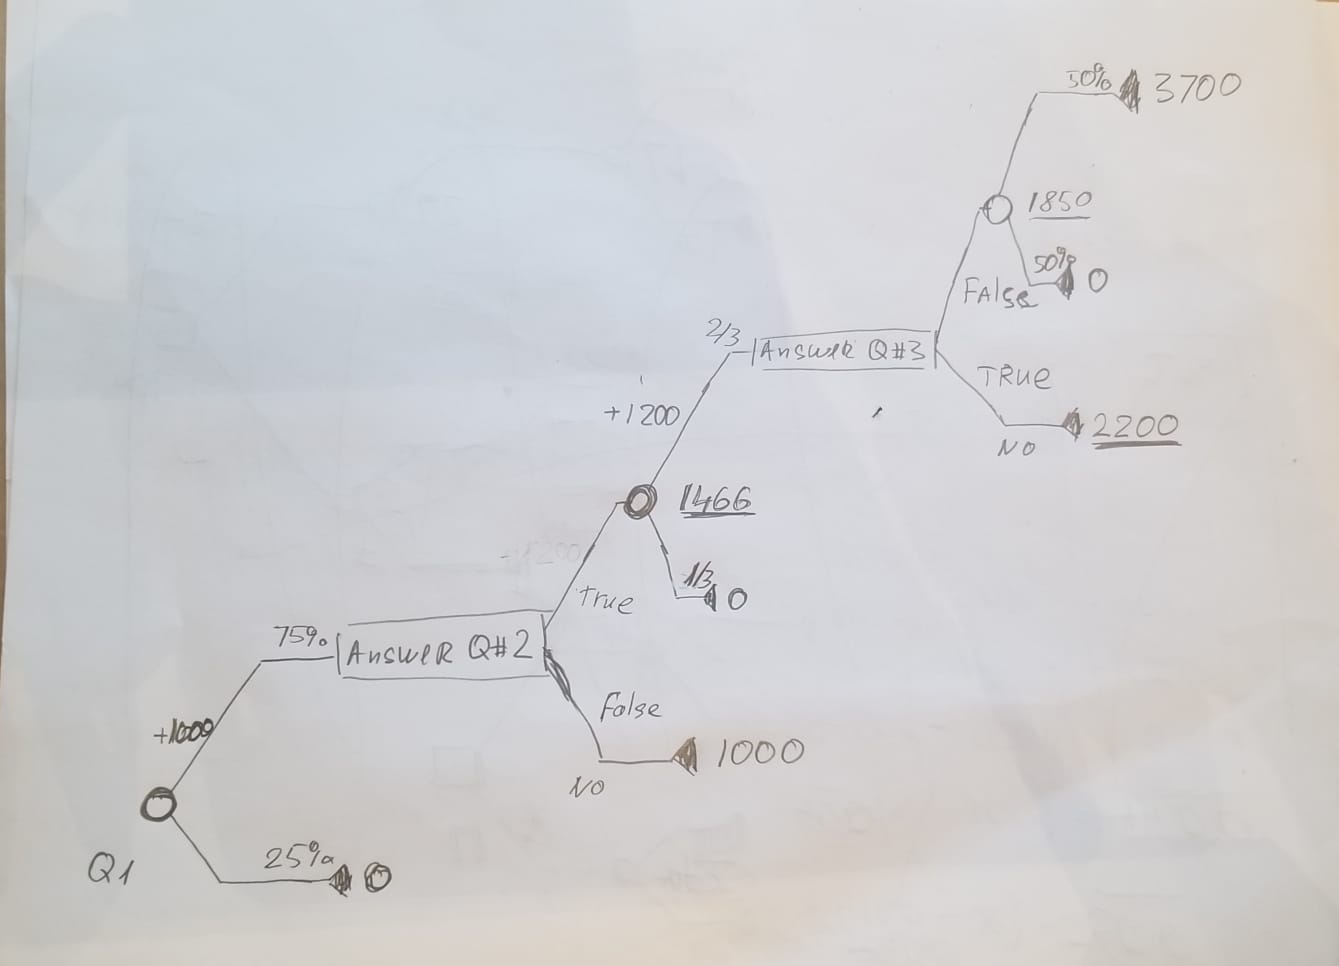 50% 3700
1850
50% 0
FAlse
2/3 Answer Q#3
TRue
+1200
NO 2200
1466
1/3 0
True
75% Answer Q#2
False
+1000
NO 1000
25% 0
Q1